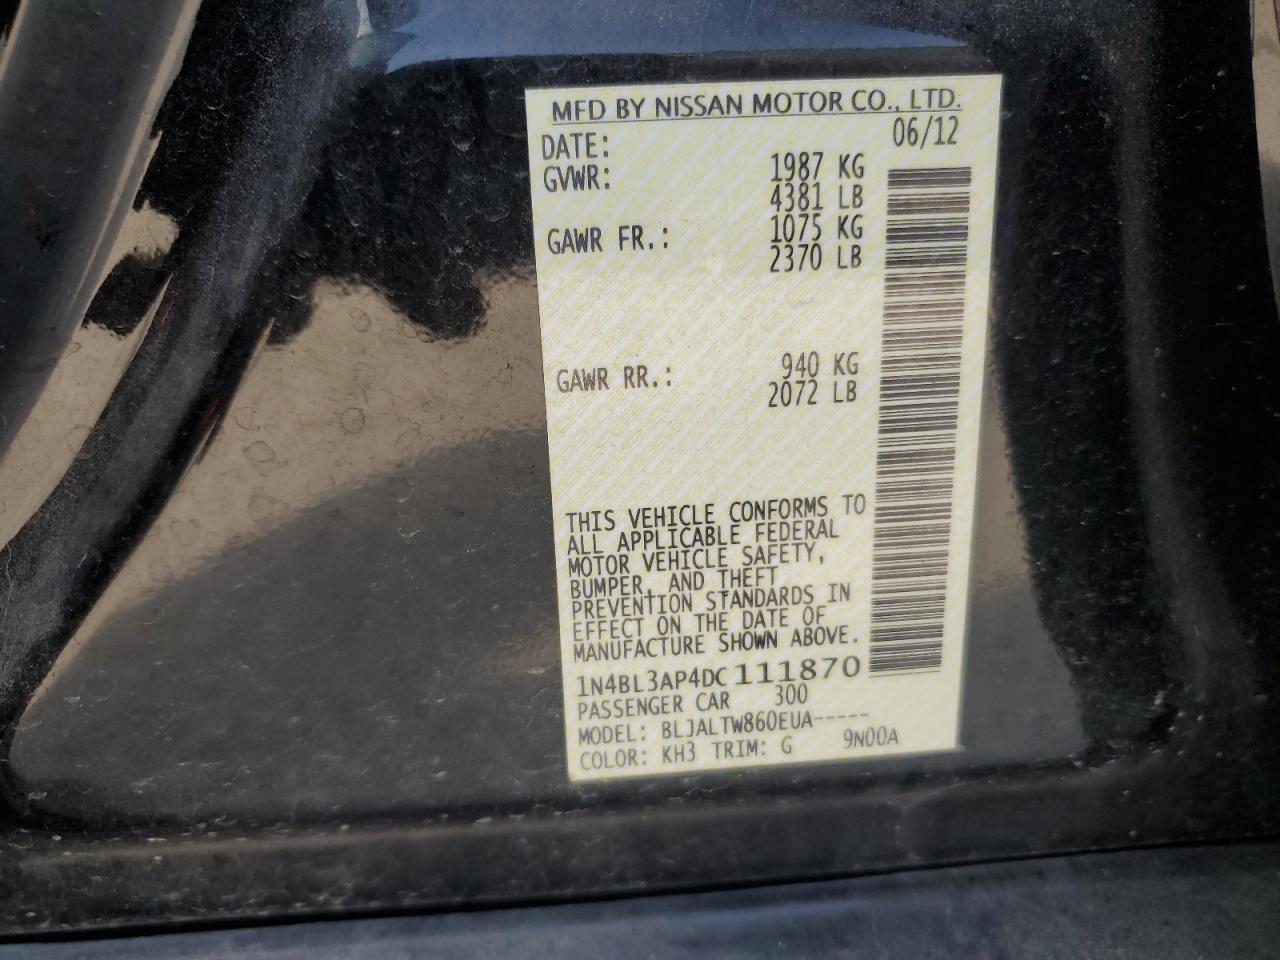 MFD BY NISSAN MOTOR CO., LTD.
DATE: 06/12
GVWR: 1987 KG
4381 LB
GAWR FR.: 1075 KG
2370 LB
GAWR RR.: 940 KG
2072 LB
THIS VEHICLE CONFORMS TO
ALL APPLICABLE FEDERAL
MOTOR VEHICLE SAFETY,
BUMPER, AND THEFT
PREVENTION STANDARDS IN
EFFECT ON THE DATE OF
MANUFACTURE SHOWN ABOVE.
1N4BL3AP4DC111870
PASSENGER CAR 300
MODEL: BLJALTW860EUA-----
COLOR: KH3 TRIM: G 9N00A